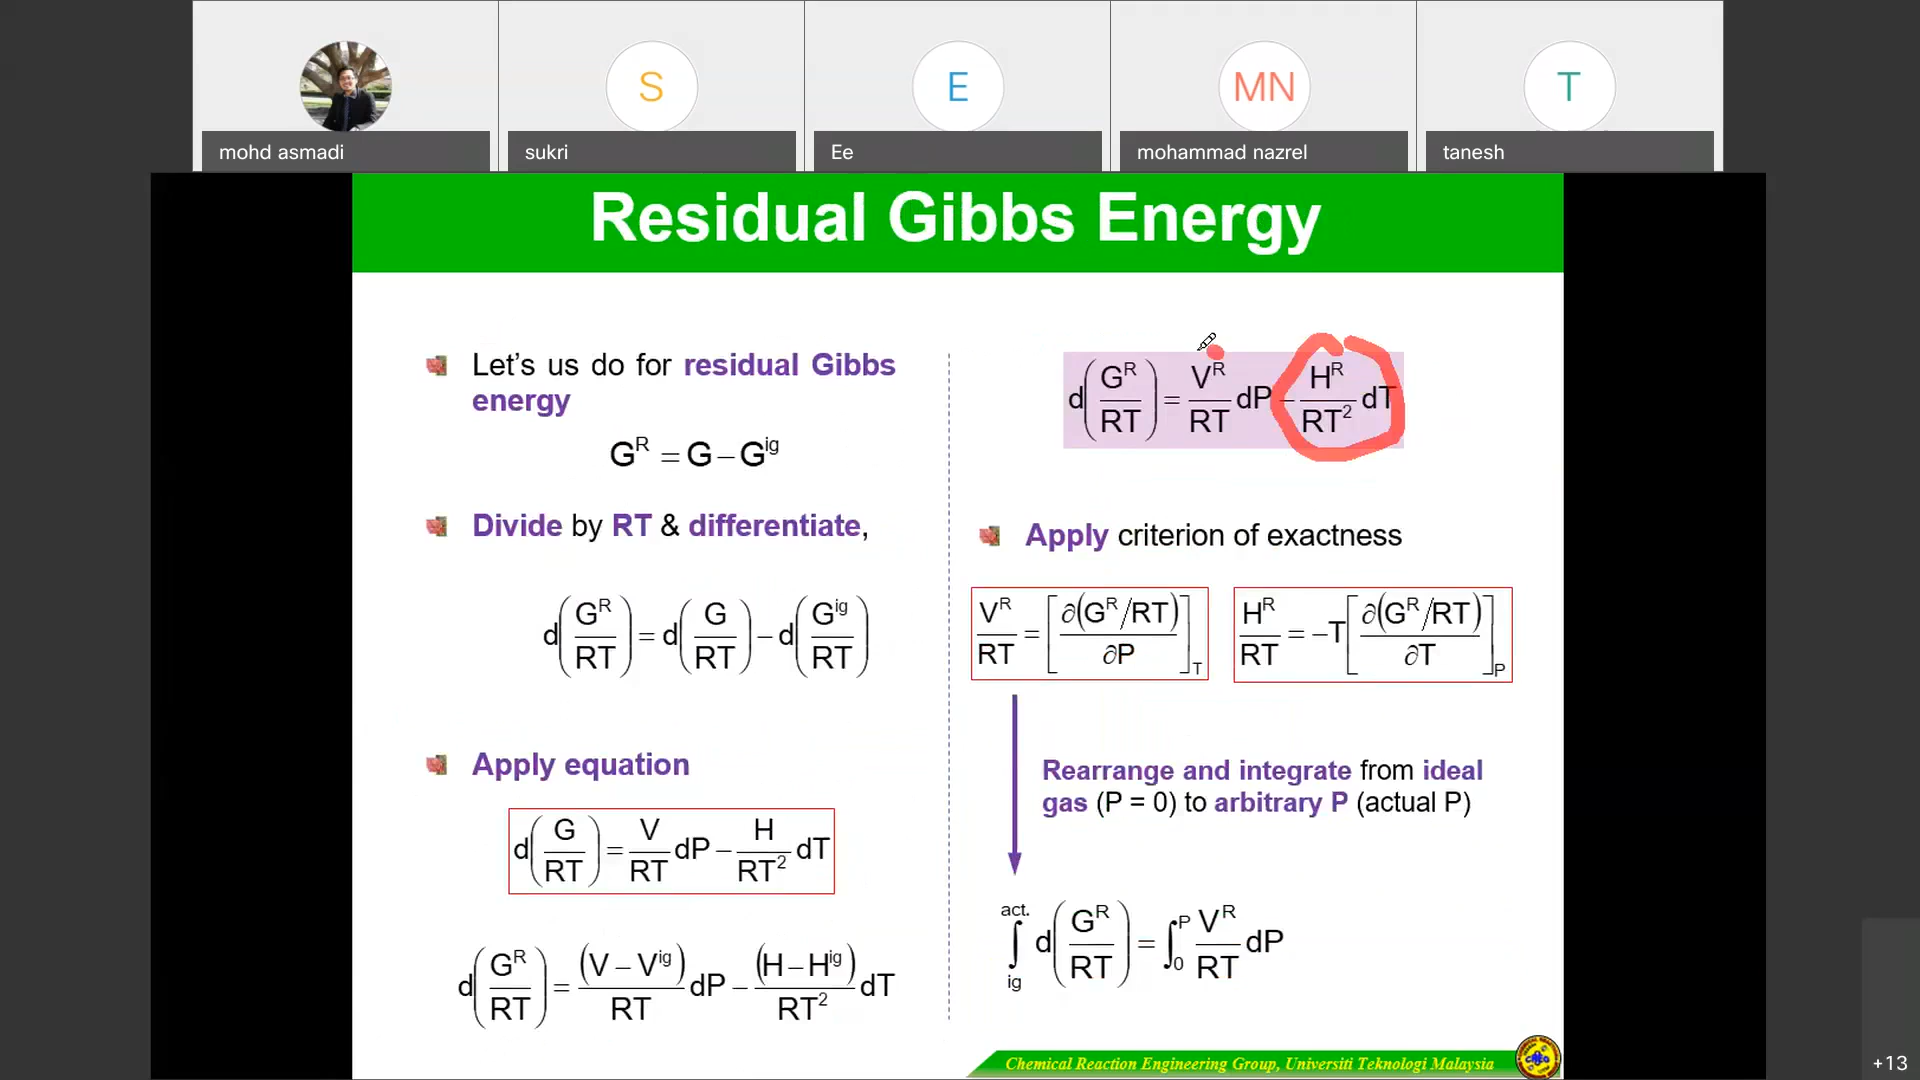 S
E
MN
T
mohd asmadi
sukri
Ee
mohammad nazrel
tanesh
Residual Gibbs Energy
Let's us do for residual Gibbs
energy
G^R = G – G^ig
Divide by RT & differentiate,
d(G^R/RT) = d(G/RT) – d(G^ig/RT)
Apply equation
d(G/RT) = V/RT dP – H/RT² dT
d(G^R/RT) = (V – V^ig)/RT dP – (H – H^ig)/RT² dT
d(G^R/RT) = V^R/RT dP – H^R/RT² dT
Apply criterion of exactness
V^R/RT = [∂(G^R/RT)/∂P]_T
H^R/RT = –T[∂(G^R/RT)/∂T]_P
Rearrange and integrate from ideal
gas (P = 0) to arbitrary P (actual P)
∫_ig^act. d(G^R/RT) = ∫_0^P V^R/RT dP
Chemical Reaction Engineering Group, Universiti Teknologi Malaysia
+13